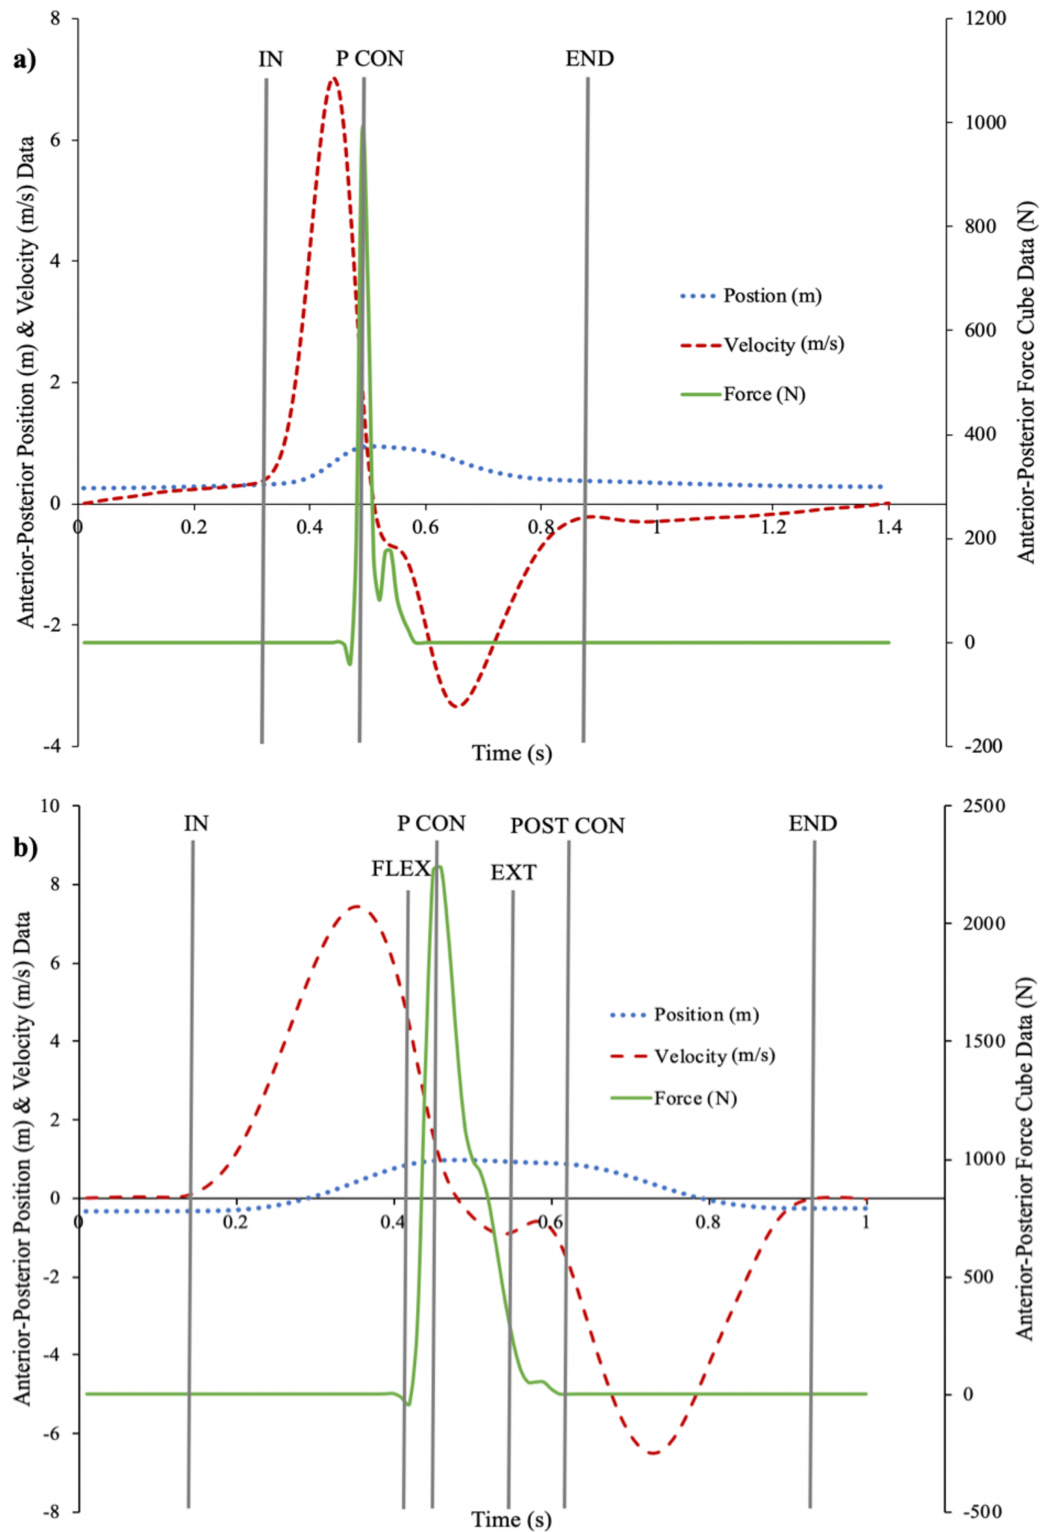 a)
8
6
4
2
0
-2
-4
1200
1000
800
600
400
200
0
-200
IN
P CON
END
Anterior-Posterior Position (m) & Velocity (m/s) Data
Anterior-Posterior Force Cube Data (N)
Postion (m)
Velocity (m/s)
Force (N)
0
0.2
0.4
0.6
0.8
1
1.2
1.4
Time (s)
b)
10
8
6
4
2
0
-2
-4
-6
-8
2500
2000
1500
1000
500
0
-500
IN
P CON
POST CON
END
FLEX
EXT
Anterior-Posterior Position (m) & Velocity (m/s) Data
Anterior-Posterior Force Cube Data (N)
Position (m)
Velocity (m/s)
Force (N)
0
0.2
0.4
0.6
0.8
1
Time (s)